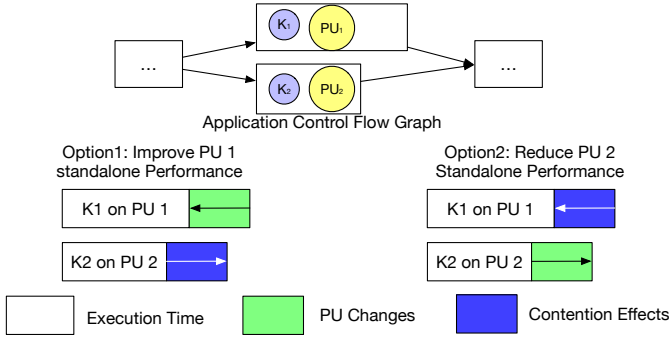 K1 PU1
... ...
K2 PU2
Application Control Flow Graph
Option1: Improve PU 1
standalone Performance
Option2: Reduce PU 2
Standalone Performance
K1 on PU 1
K1 on PU 1
K2 on PU 2
K2 on PU 2
Execution Time
PU Changes
Contention Effects